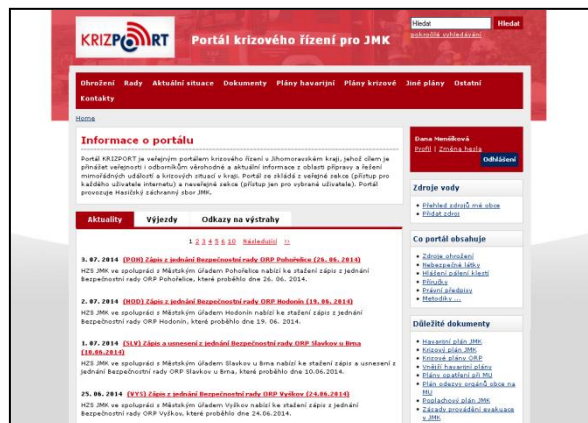 KRIZPORT
Portál krizového řízení pro JMK
Hledat
Hledat
pokročilé vyhledávání
Ohrožení Rady Aktuální situace Dokumenty Plány havarijní Plány krizové Jiné plány Ostatní
Kontakty
Home
Informace o portálu
Portál KRIZPORT je veřejným portálem krizového řízení v Jihomoravském kraji, jehož cílem je
přinášet veřejnosti i odborníkům věrohodné a aktuální informace z oblasti přípravy a řešení
mimořádných událostí a krizových situací v kraji. Portál se skládá z veřejné sekce (přístup pro
každého uživatele internetu) a neveřejné sekce (přístup jen pro vybrané uživatele). Portál
provozuje Hasičský záchranný sbor JMK.
Aktuality Výjezdy Odkazy na výstrahy
1 2 3 4 5 6 10 Následující >>
3. 07. 2014 (POH) Zápis z jednání Bezpečnostní rady ORP Pohořelice (26. 06. 2014)
HZS JMK ve spolupráci s Městským úřadem Pohořelice nabízí ke stažení zápis z jednání
Bezpečnostní rady ORP Pohořelice, které proběhlo dne 26. 06. 2014.
2. 07. 2014 (HOD) Zápis z jednání Bezpečnostní rady ORP Hodonín (19. 06. 2014)
HZS JMK ve spolupráci s Městským úřadem Hodonín nabízí ke stažení zápis z jednání
Bezpečnostní rady ORP Hodonín, které proběhlo dne 19. 06. 2014.
1. 07. 2014 (SLV) Zápis a usnesení z jednání Bezpečnostní rady ORP Slavkov u Brna
(10.06.2014)
HZS JMK ve spolupráci s Městským úřadem Slavkov u Brna nabízí ke stažení zápis a usnesení z
jednání Bezpečnostní rady ORP Slavkov u Brna, které proběhlo dne 10.06.2014.
25. 06. 2014 (VYS) Zápis z jednání Bezpečnostní rady ORP Vyškov (24.06.2014)
HZS JMK ve spolupráci s Městským úřadem Vyškov nabízí ke stažení zápis z jednání
Bezpečnostní rady ORP Vyškov, které proběhlo dne 24.06.2014.
Dana Menšíková
Profil | Změna hesla
Odhlášení
Zdroje vody
Přehled zdrojů mé obce
Přidat zdroj
Co portál obsahuje
Zdroje ohrožení
Nebezpečné látky
Hlášení pálení klestí
Příručky
Právní předpisy
Metodiky ...
Důležité dokumenty
Havarijní plán JMK
Krizový plán JMK
Krizové plány ORP
Vnější havarijní plány
Plány opatření při MU
Plán odezvy orgánů obce na
MU
Poplachový plán JMK
Zásady provádění evakuace
v JMK